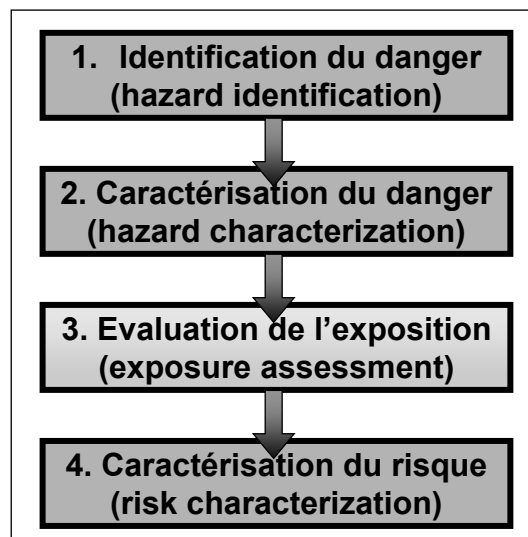 1. Identification du danger
(hazard identification)
2. Caractérisation du danger
(hazard characterization)
3. Evaluation de l’exposition
(exposure assessment)
4. Caractérisation du risque
(risk characterization)